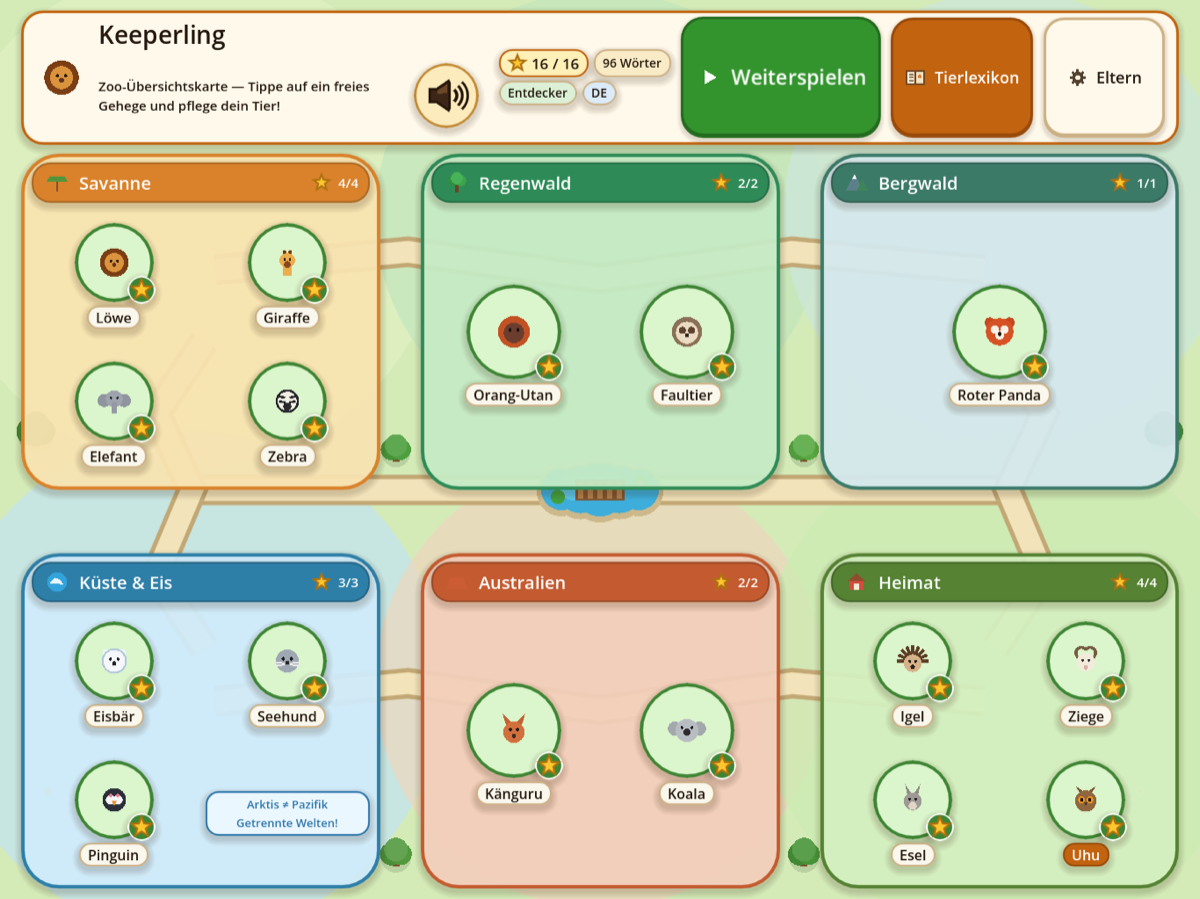 Keeperling
Zoo-Übersichtskarte — Tippe auf ein freies
Gehege und pflege dein Tier!
16 / 16
96 Wörter
Entdecker
DE
Weiterspielen
Tierlexikon
Eltern
Savanne
4/4
Löwe
Giraffe
Elefant
Zebra
Regenwald
2/2
Orang-Utan
Faultier
Bergwald
1/1
Roter Panda
Küste & Eis
3/3
Eisbär
Seehund
Pinguin
Arktis ≠ Pazifik
Getrennte Welten!
Australien
2/2
Känguru
Koala
Heimat
4/4
Igel
Ziege
Esel
Uhu